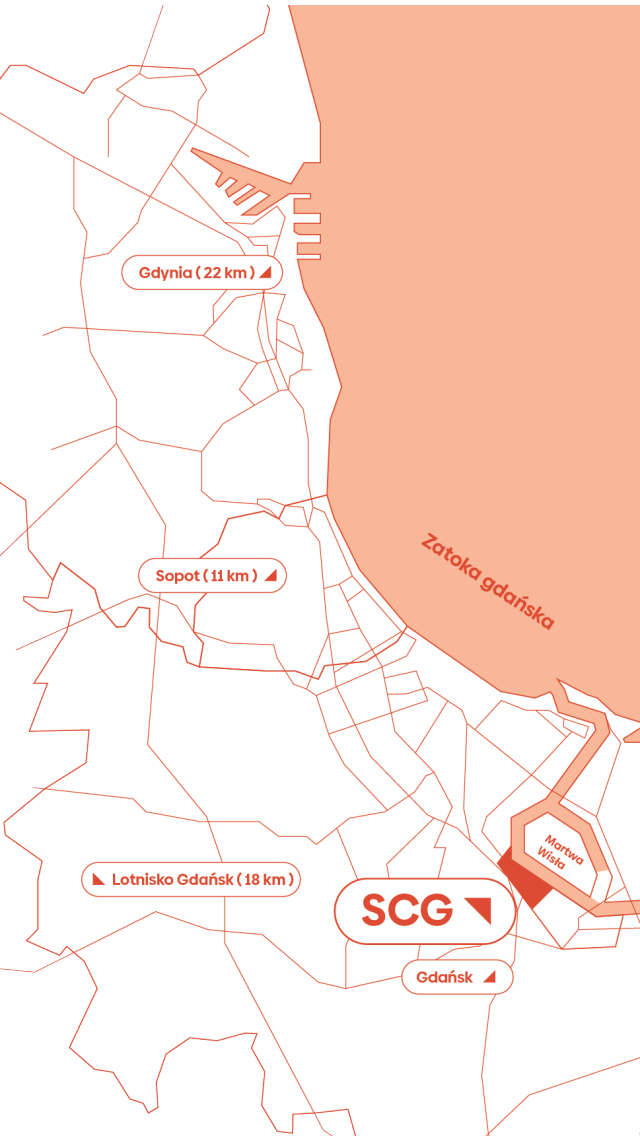 Gdynia ( 22 km )
Zatoka gdańska
Sopot ( 11 km )
Martwa
Wisła
Lotnisko Gdańsk ( 18 km )
SCG
Gdańsk